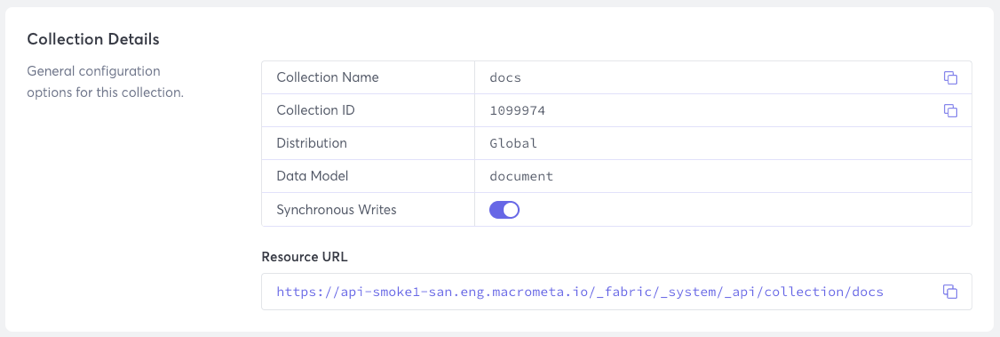 Collection Details
General configuration
options for this collection.
Collection Name docs
Collection ID 1099974
Distribution Global
Data Model document
Synchronous Writes
Resource URL
https://api-smoke1-san.eng.macrometa.io/_fabric/_system/_api/collection/docs